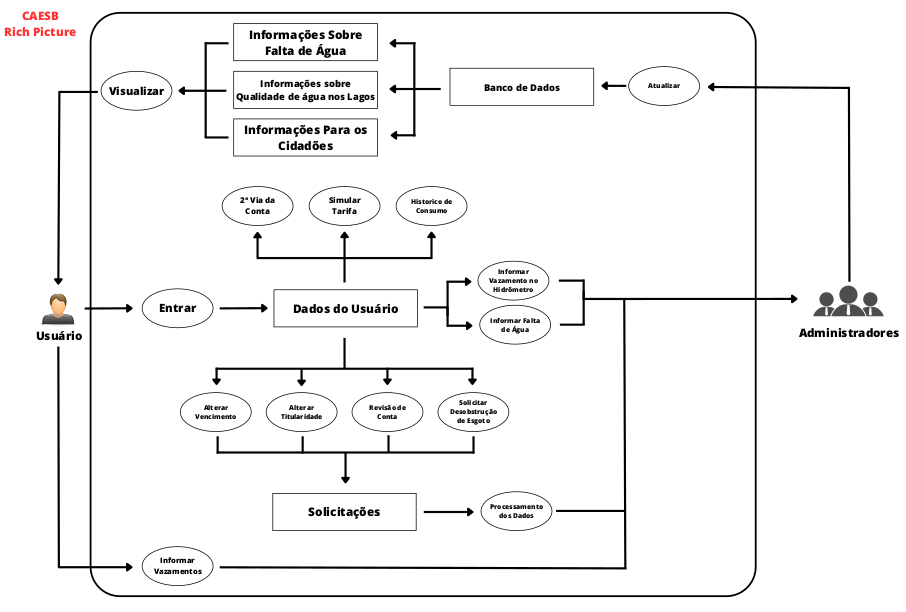 CAESB
Rich Picture
Informações Sobre
Falta de Água
Informações sobre
Qualidade de água nos Lagos
Informações Para os
Cidadões
Visualizar
Banco de Dados
Atualizar
2º Via da
Conta
Simular
Tarifa
Historico de
Consumo
Usuário
Entrar
Dados do Usuário
Informar
Vazamento no
Hidrômetro
Informar Falta
de Água
Administradores
Alterar
Vencimento
Alterar
Titularidade
Revisão de
Conta
Solicitar
Desobstrução
de Esgoto
Solicitações
Processamento
dos Dados
Informar
Vazamentos